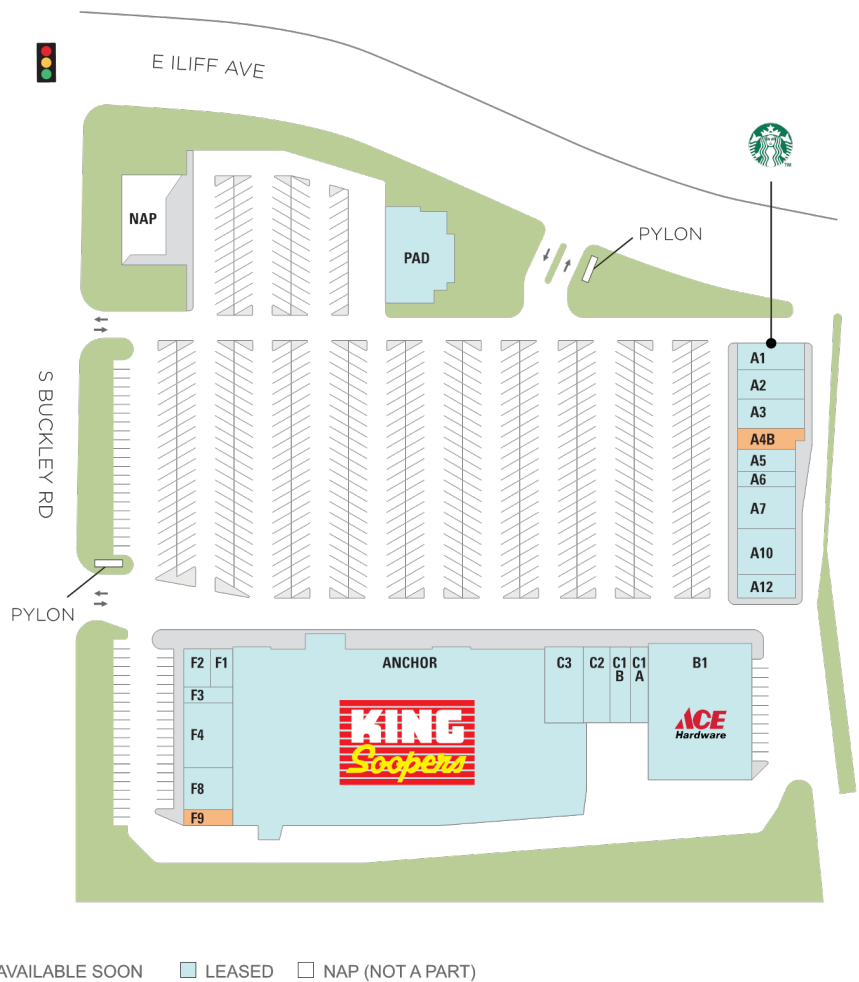 E ILIFF AVE
NAP
PAD
PYLON
TM
S BUCKLEY RD
A1
A2
A3
A4B
A5
A6
A7
A10
A12
PYLON
F2
F1
F3
F4
F8
F9
ANCHOR
KING
Soopers
C3
C2
C1
B
C1
A
B1
ACE
Hardware
AVAILABLE SOON
LEASED
NAP (NOT A PART)